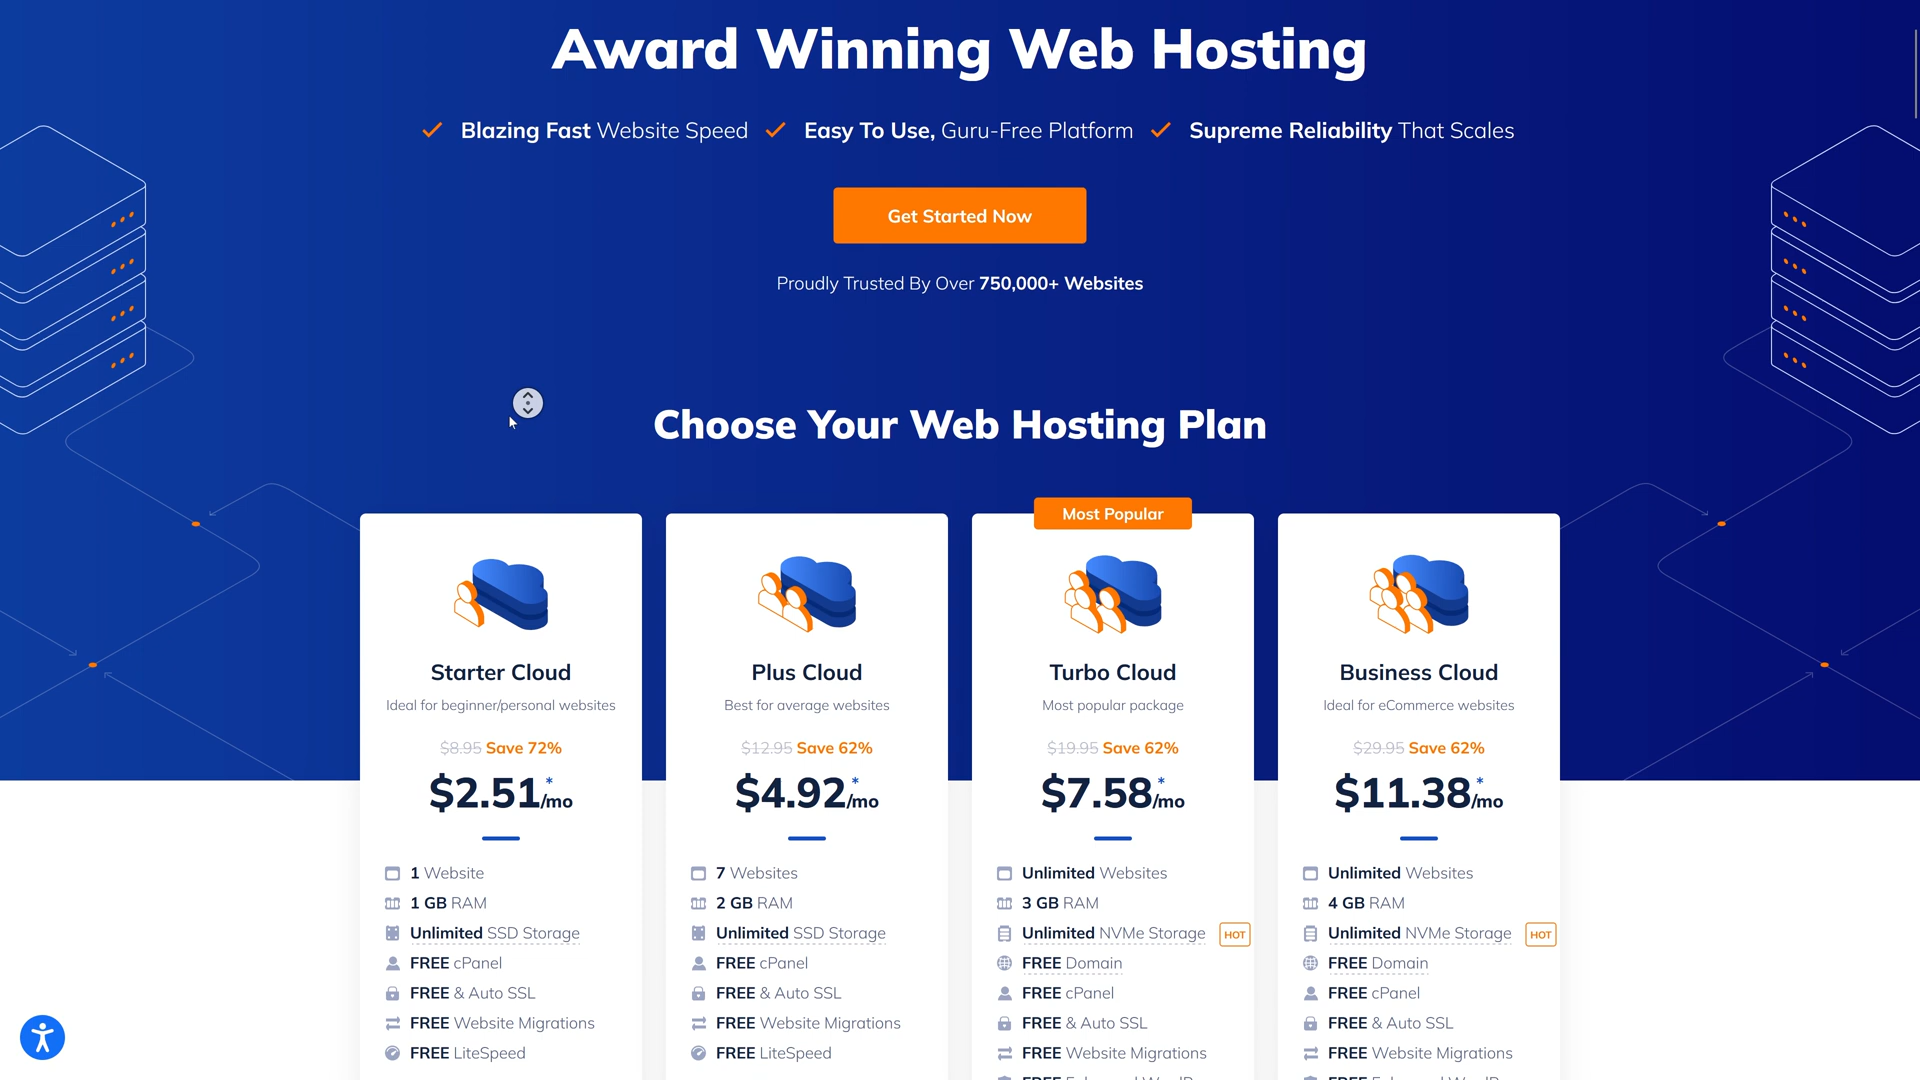 Award Winning Web Hosting
Blazing Fast Website Speed
Easy To Use, Guru-Free Platform
Supreme Reliability That Scales
Get Started Now
Proudly Trusted By Over 750,000+ Websites
Choose Your Web Hosting Plan
Starter Cloud
Ideal for beginner/personal websites
$8.95 Save 72%
$2.51*/mo
1 Website
1 GB RAM
Unlimited SSD Storage
FREE cPanel
FREE & Auto SSL
FREE Website Migrations
FREE LiteSpeed
Plus Cloud
Best for average websites
$12.95 Save 62%
$4.92*/mo
7 Websites
2 GB RAM
Unlimited SSD Storage
FREE cPanel
FREE & Auto SSL
FREE Website Migrations
FREE LiteSpeed
Most Popular
Turbo Cloud
Most popular package
$19.95 Save 62%
$7.58*/mo
Unlimited Websites
3 GB RAM
Unlimited NVMe Storage HOT
FREE Domain
FREE cPanel
FREE & Auto SSL
FREE Website Migrations
Business Cloud
Ideal for eCommerce websites
$29.95 Save 62%
$11.38*/mo
Unlimited Websites
4 GB RAM
Unlimited NVMe Storage HOT
FREE Domain
FREE cPanel
FREE & Auto SSL
FREE Website Migrations